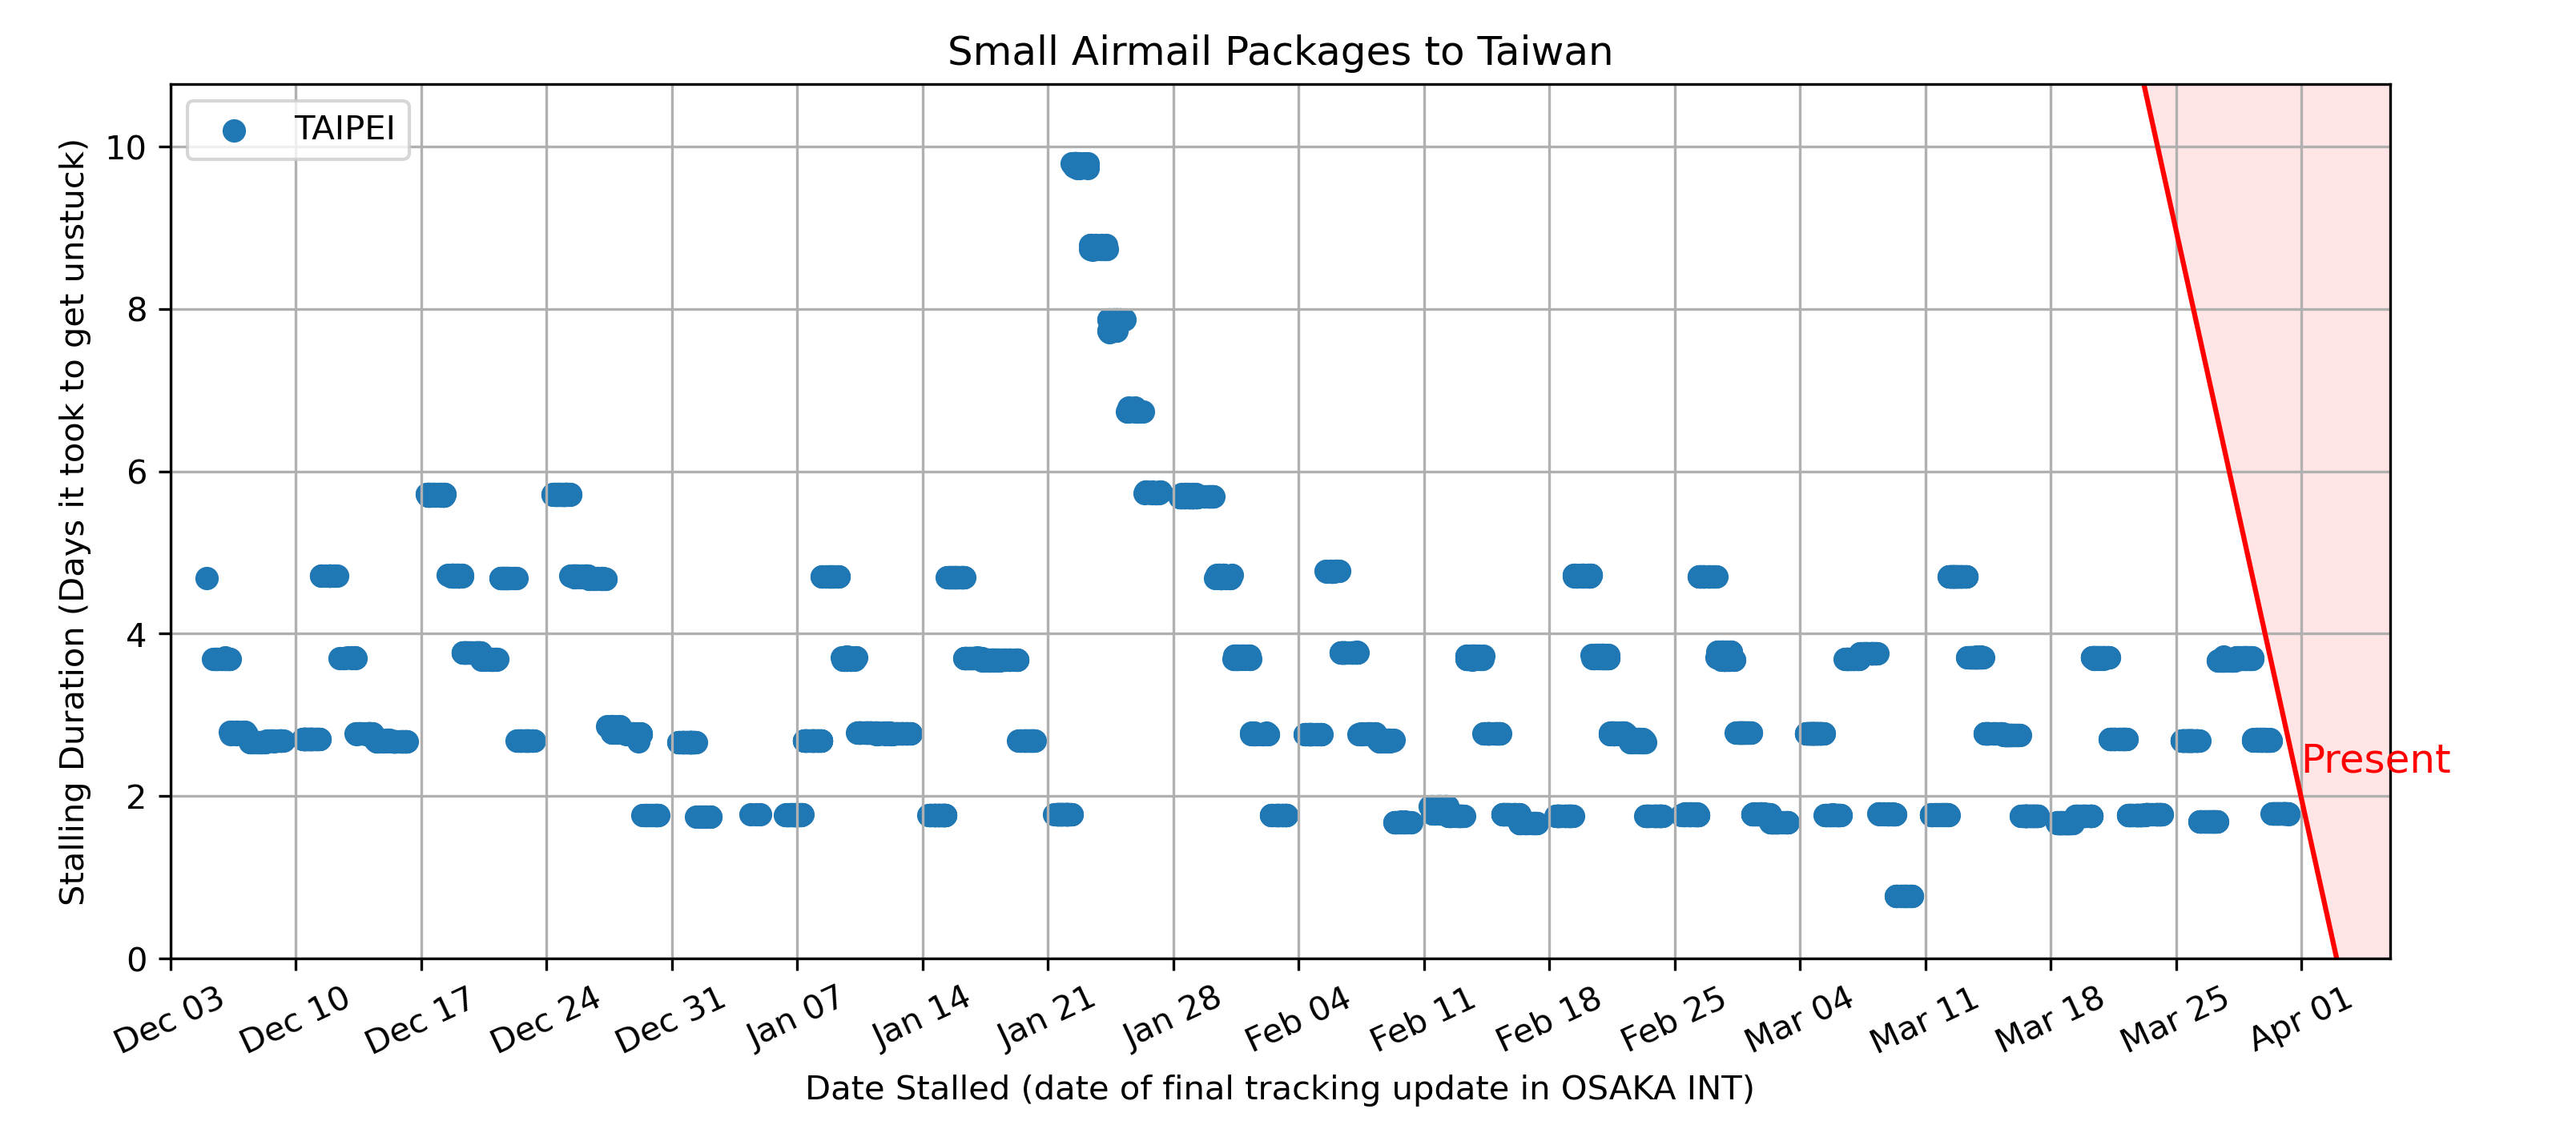 Small Airmail Packages to Taiwan
TAIPEI
Stalling Duration (Days it took to get unstuck)
10
8
6
4
2
0
Present
Dec 03
Dec 10
Dec 17
Dec 24
Dec 31
Jan 07
Jan 14
Jan 21
Jan 28
Feb 04
Feb 11
Feb 18
Feb 25
Mar 04
Mar 11
Mar 18
Mar 25
Apr 01
Date Stalled (date of final tracking update in OSAKA INT)